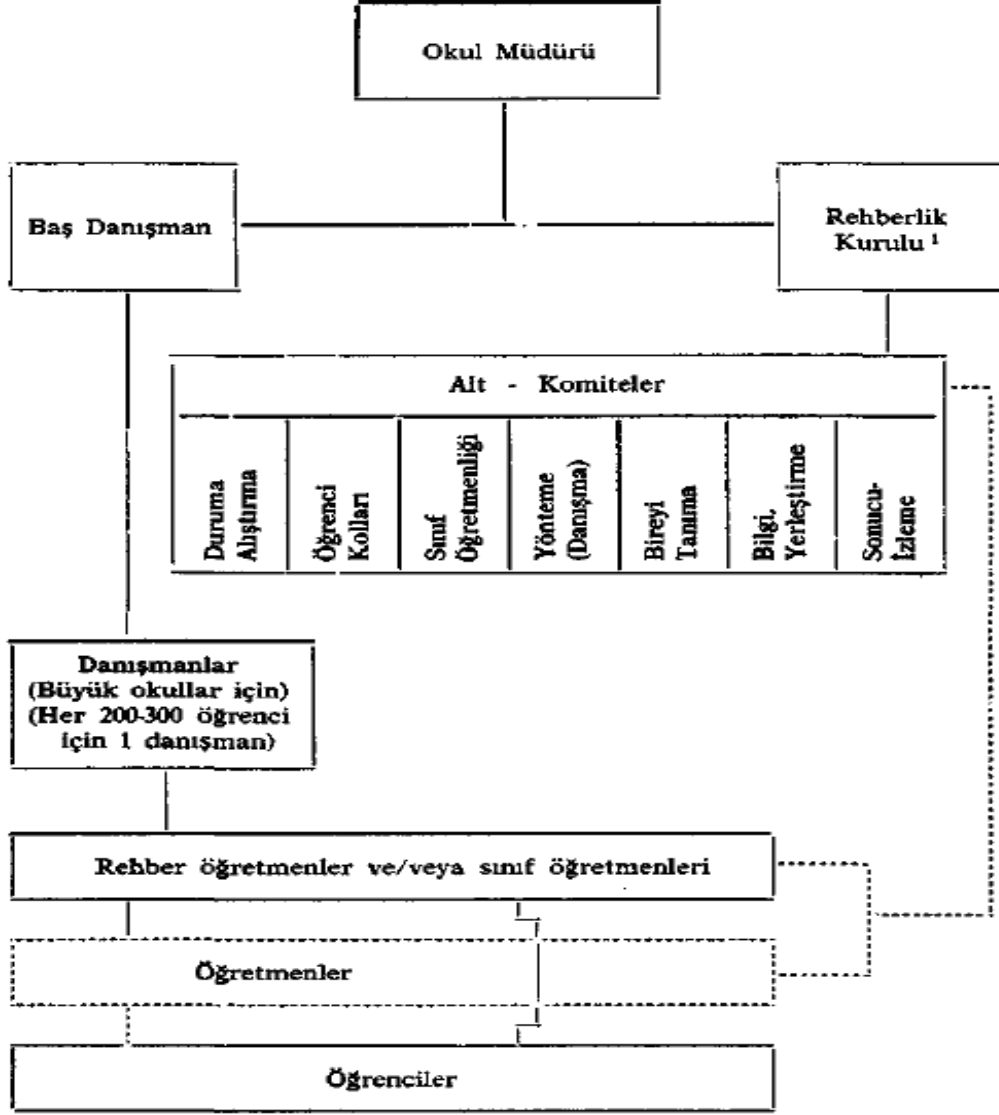 Okul Müdürü
Baş Danışman
Rehberlik
Kurulu ¹
Alt - Komiteler
Duruma
Alıştırma
Öğrenci
Kolları
Sınıf
Öğretmenliği
Yönteme
(Danışma)
Bireyi
Tanıma
Bilgi,
Yerleştirme
Sonucu-
İzleme
Danışmanlar
(Büyük okullar için)
(Her 200-300 öğrenci
için 1 danışman)
Rehber öğretmenler ve/veya sınıf öğretmenleri
Öğretmenler
Öğrenciler